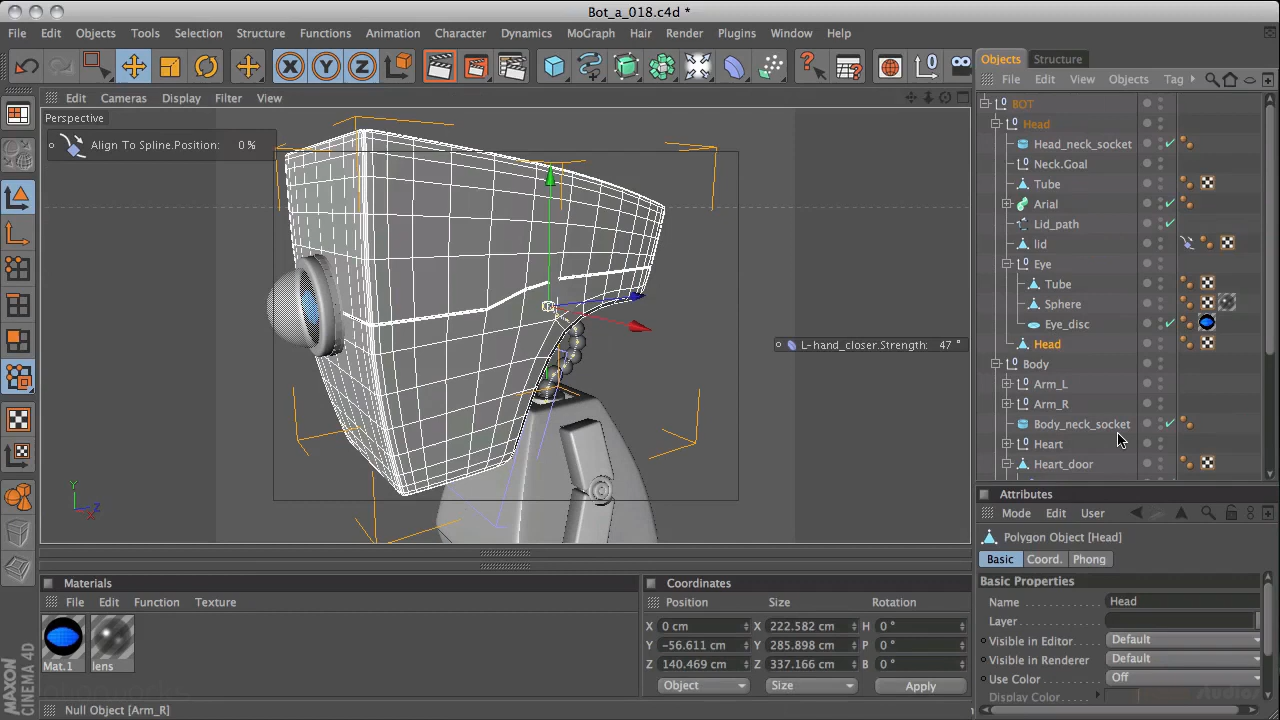 Bot_a_018.c4d *
File Edit Objects Tools Selection Structure Functions Animation Character Dynamics MoGraph Hair Render Plugins Window Help
X Y Z
Objects Structure
File Edit View Objects Tag
Edit Cameras Display Filter View
Perspective
Align To Spline.Position: 0 %
L-hand_closer.Strength: 47 °
Y
Z
X
BOT
Head
Head_neck_socket
Neck.Goal
Tube
Arial
Lid_path
lid
Eye
Tube
Sphere
Eye_disc
Head
Body
Arm_L
Arm_R
Body_neck_socket
Heart
Heart_door
Attributes
Mode Edit User
Polygon Object [Head]
Basic Coord. Phong
Basic Properties
Name Head
Layer
Visible in Editor Default
Visible in Renderer Default
Use Color Off
Display Color
Materials
File Edit Function Texture
Mat.1 lens
Coordinates
Position Size Rotation
X 0 cm X 222.582 cm H 0 °
Y -56.611 cm Y 285.898 cm P 0 °
Z 140.469 cm Z 337.166 cm B 0 °
Object Size Apply
MAXON
CINEMA 4D
Null Object [Arm_R]
studios